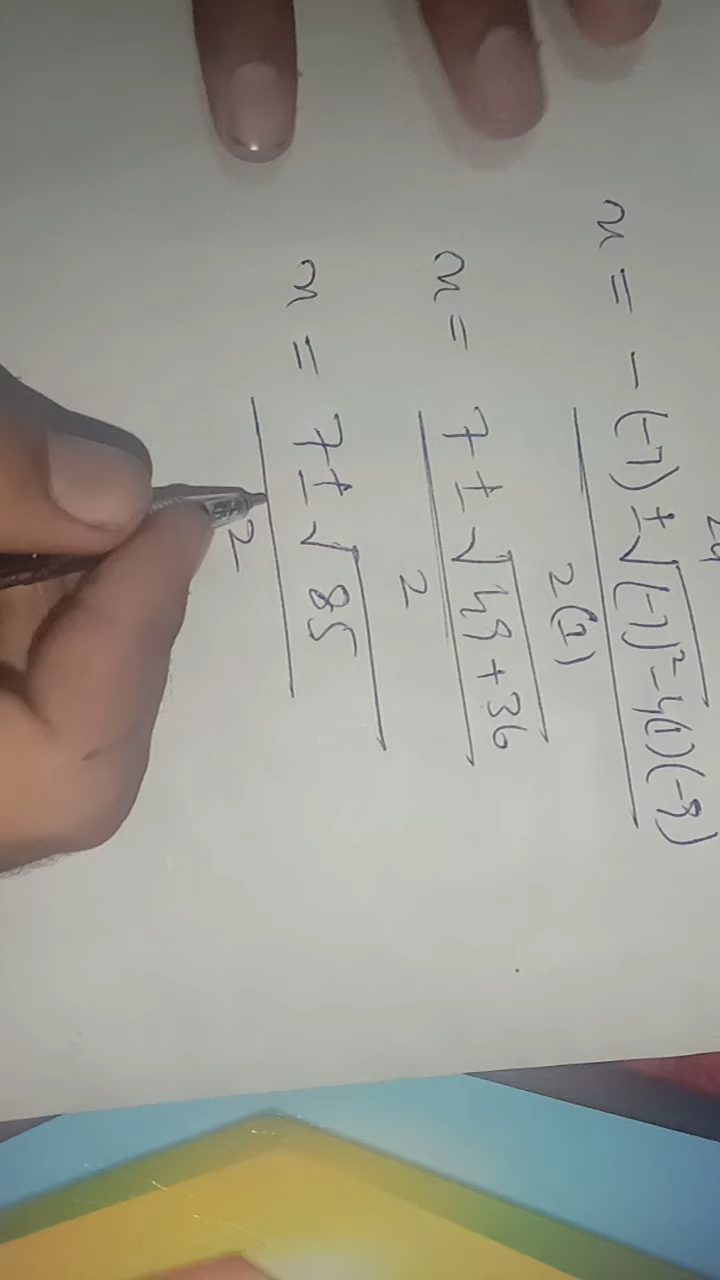 x = -(-7) ± √(-7)² - 4(1)(-9)
2(1)
x = 7 ± √49 + 36
2
x = 7 ± √85
2